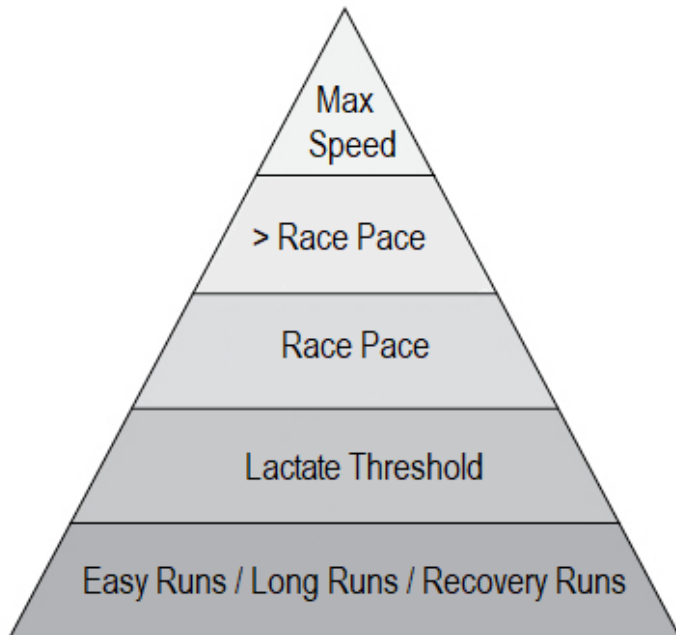 Max
Speed
> Race Pace
Race Pace
Lactate Threshold
Easy Runs / Long Runs / Recovery Runs